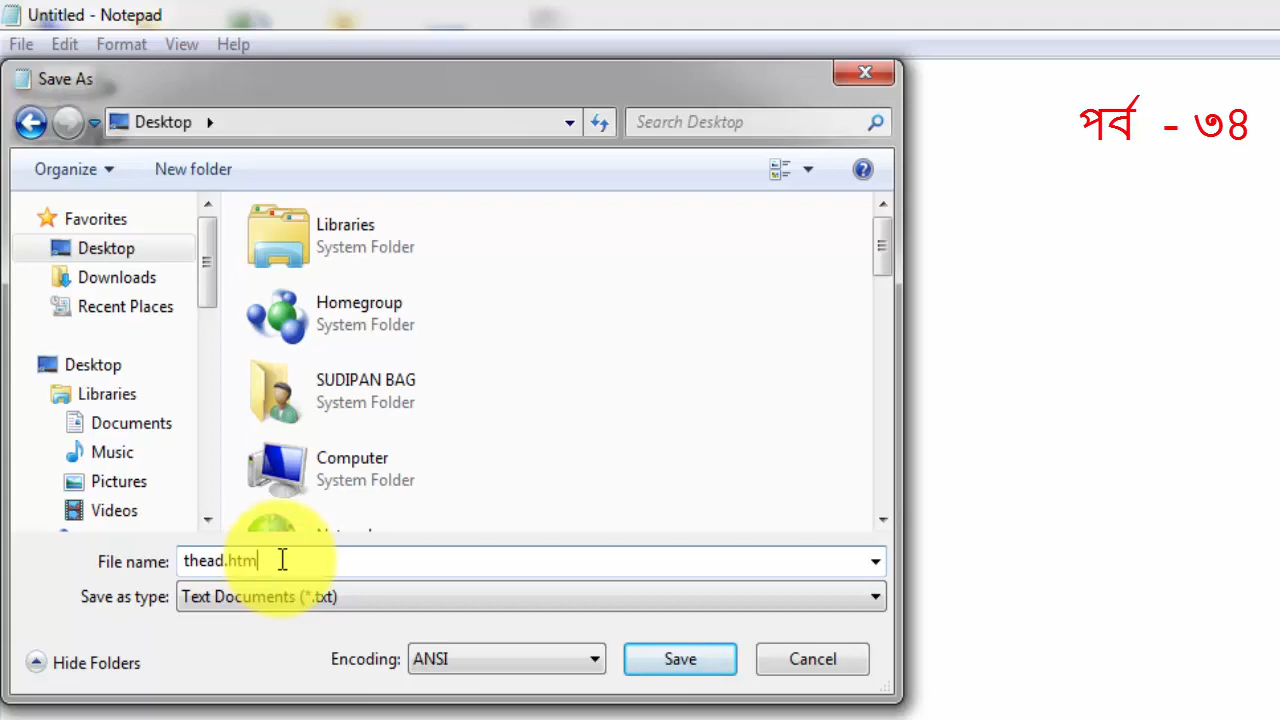 Untitled - Notepad
File Edit Format View Help
Save As
Desktop
Search Desktop
পর্ব - ৩৪
Organize New folder
Favorites
Desktop
Downloads
Recent Places
Desktop
Libraries
Documents
Music
Pictures
Videos
Libraries
System Folder
Homegroup
System Folder
SUDIPAN BAG
System Folder
Computer
System Folder
File name: thead.htm
Save as type: Text Documents (*.txt)
Hide Folders
Encoding: ANSI
Save
Cancel